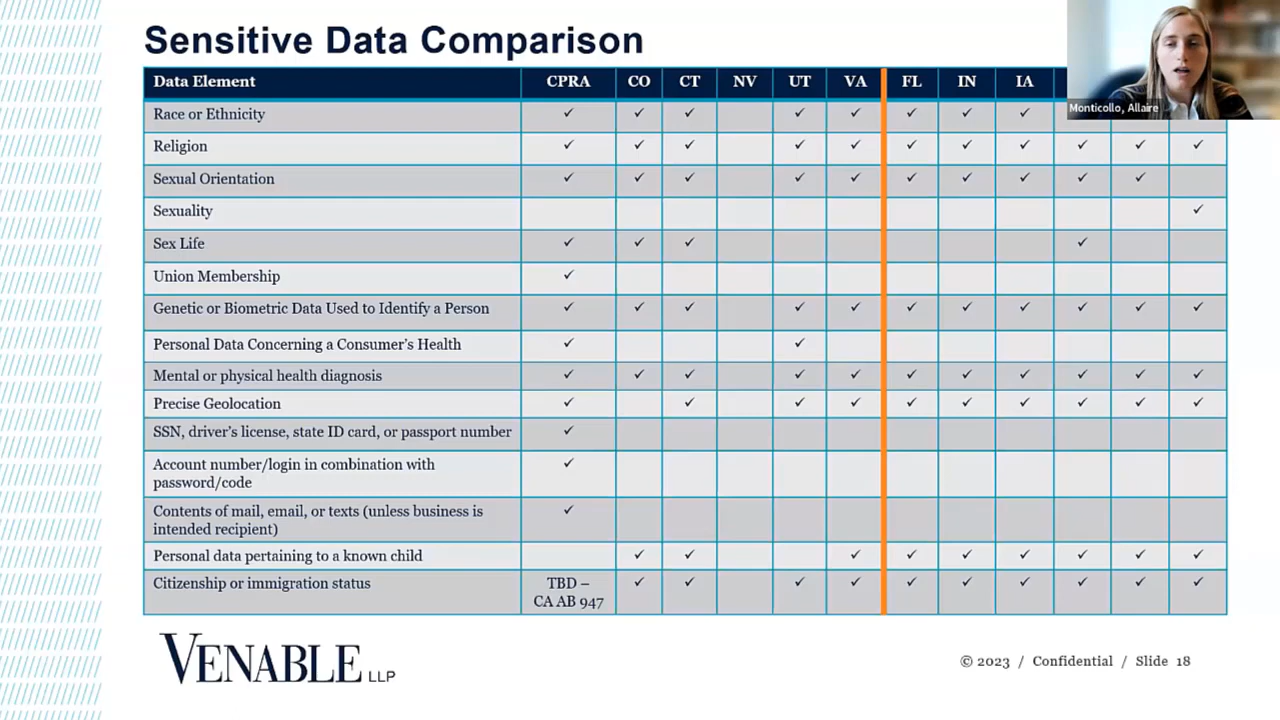 Sensitive Data Comparison
Monticollo, Allaire
Data Element CPRA CO CT NV UT VA FL IN IA
Race or Ethnicity ✓ ✓ ✓ ✓ ✓ ✓ ✓ ✓
Religion ✓ ✓ ✓ ✓ ✓ ✓ ✓ ✓ ✓ ✓ ✓
Sexual Orientation ✓ ✓ ✓ ✓ ✓ ✓ ✓ ✓ ✓ ✓
Sexuality ✓
Sex Life ✓ ✓ ✓ ✓
Union Membership ✓
Genetic or Biometric Data Used to Identify a Person ✓ ✓ ✓ ✓ ✓ ✓ ✓ ✓ ✓ ✓ ✓
Personal Data Concerning a Consumer's Health ✓ ✓
Mental or physical health diagnosis ✓ ✓ ✓ ✓ ✓ ✓ ✓ ✓ ✓ ✓ ✓
Precise Geolocation ✓ ✓ ✓ ✓ ✓ ✓ ✓ ✓ ✓ ✓
SSN, driver's license, state ID card, or passport number ✓
Account number/login in combination with
password/code ✓
Contents of mail, email, or texts (unless business is
intended recipient) ✓
Personal data pertaining to a known child ✓ ✓ ✓ ✓ ✓ ✓ ✓ ✓ ✓
Citizenship or immigration status TBD – ✓ ✓ ✓ ✓ ✓ ✓ ✓ ✓ ✓ ✓
CA AB 947
VENABLE LLP
© 2023 / Confidential / Slide 18